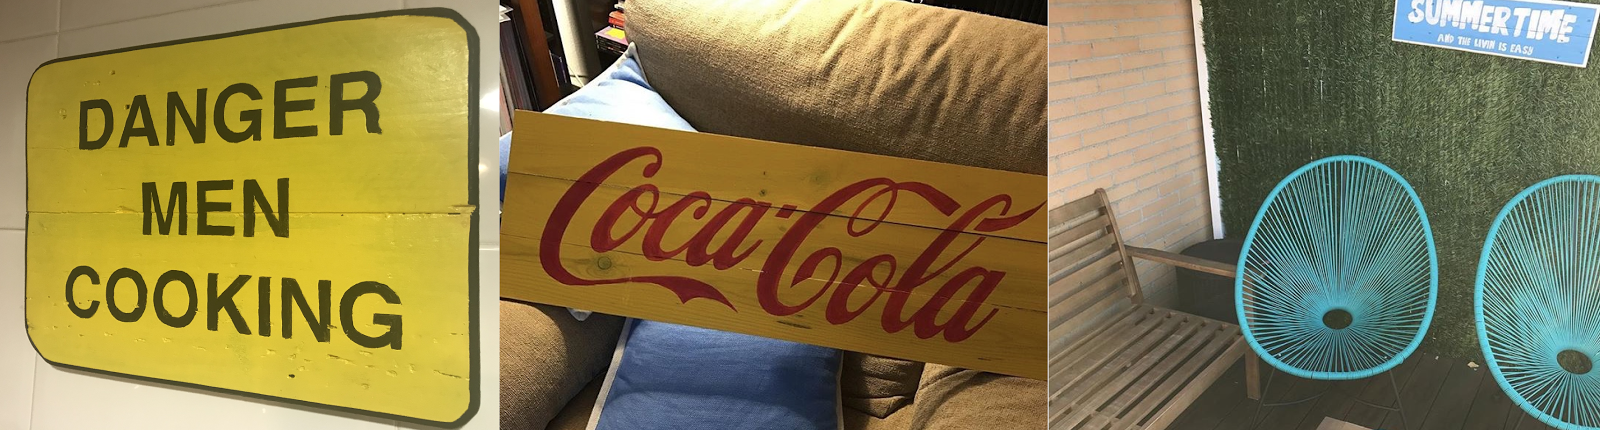 DANGER
MEN
COOKING
Coca-Cola
SUMMERTIME
AND THE LIVIN IS EASY